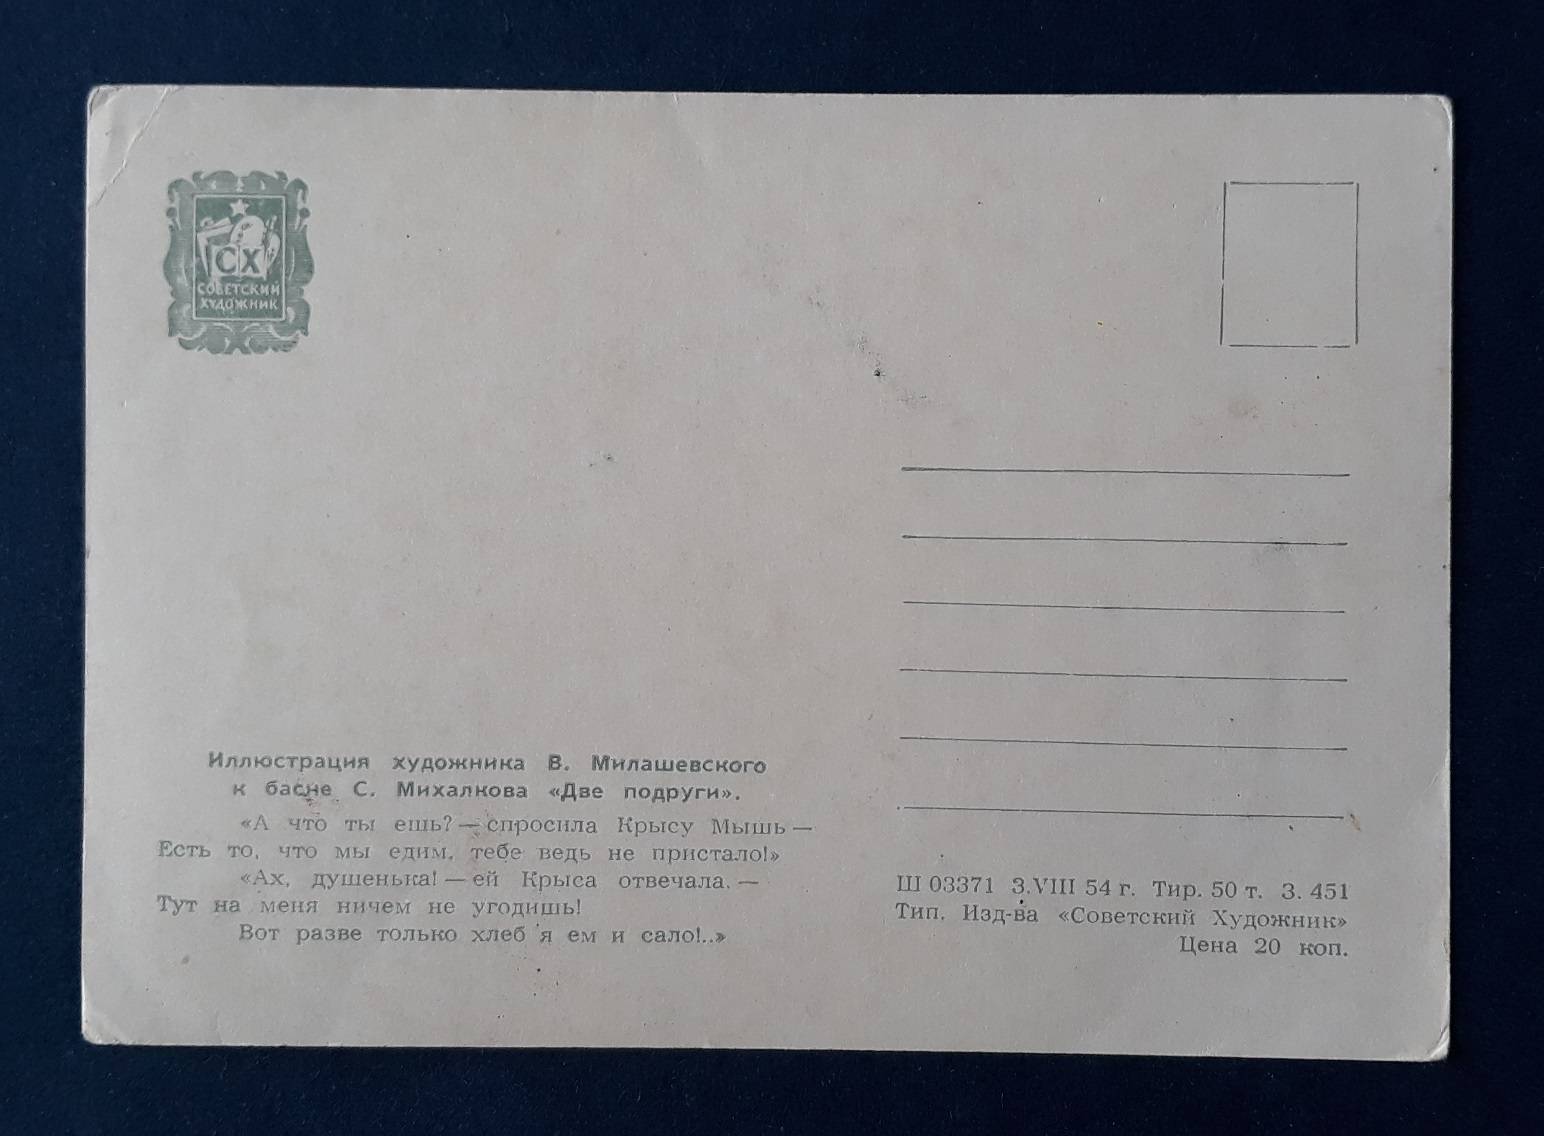 СХ
СОВЕТСКИЙ
ХУДОЖНИК
Иллюстрация художника В. Милашевского
к басне С. Михалкова «Две подруги».
«А что ты ешь? — спросила Крысу Мышь —
Есть то, что мы едим, тебе ведь не пристало!»
«Ах, душенька! — ей Крыса отвечала. —
Тут на меня ничем не угодишь!
Вот разве только хлеб я ем и сало!..»
Ш 03371 3.VIII 54 г. Тир. 50 т. З. 451
Тип. Изд-ва «Советский Художник»
Цена 20 коп.